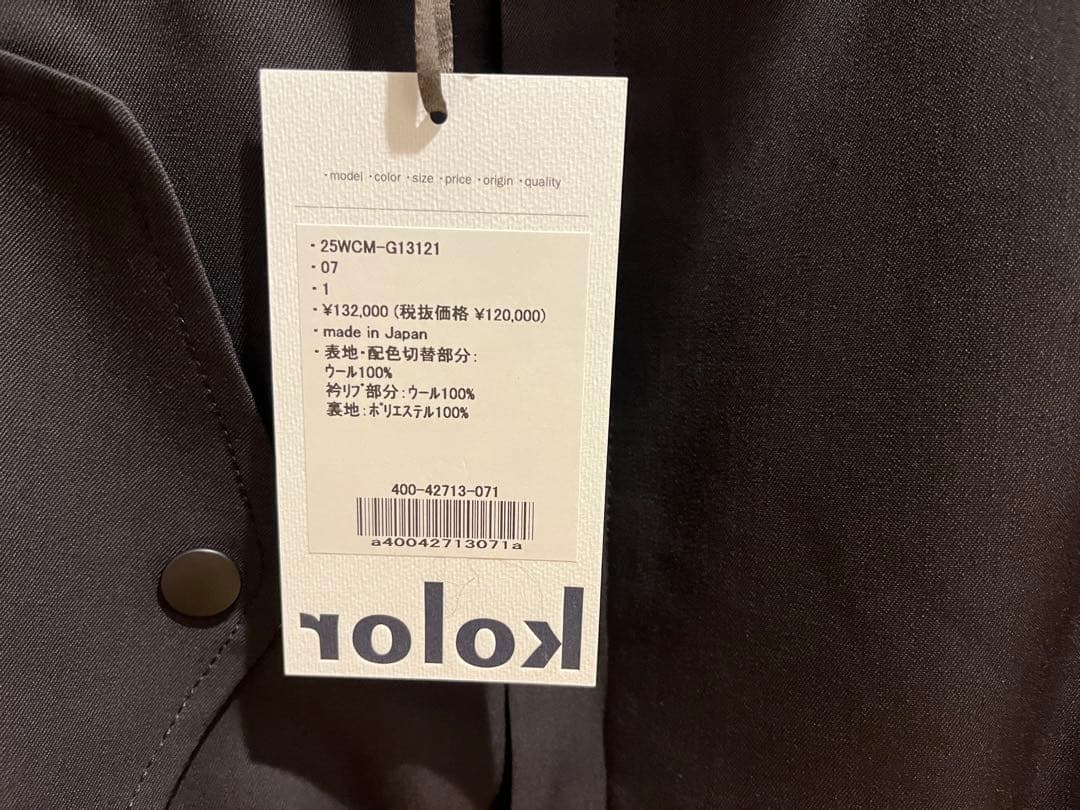 ・model ・color ・size ・price ・origin ・quality
・25WCM-G13121
・07
・1
・¥132,000 (税抜価格 ¥120,000)
・made in Japan
・表地・配色切替部分:
ウール100%
衿ﾘﾌﾞ部分:ウール100%
裏地:ﾎﾟﾘｴｽﾃﾙ100%
400-42713-071
a40042713071a
kolor